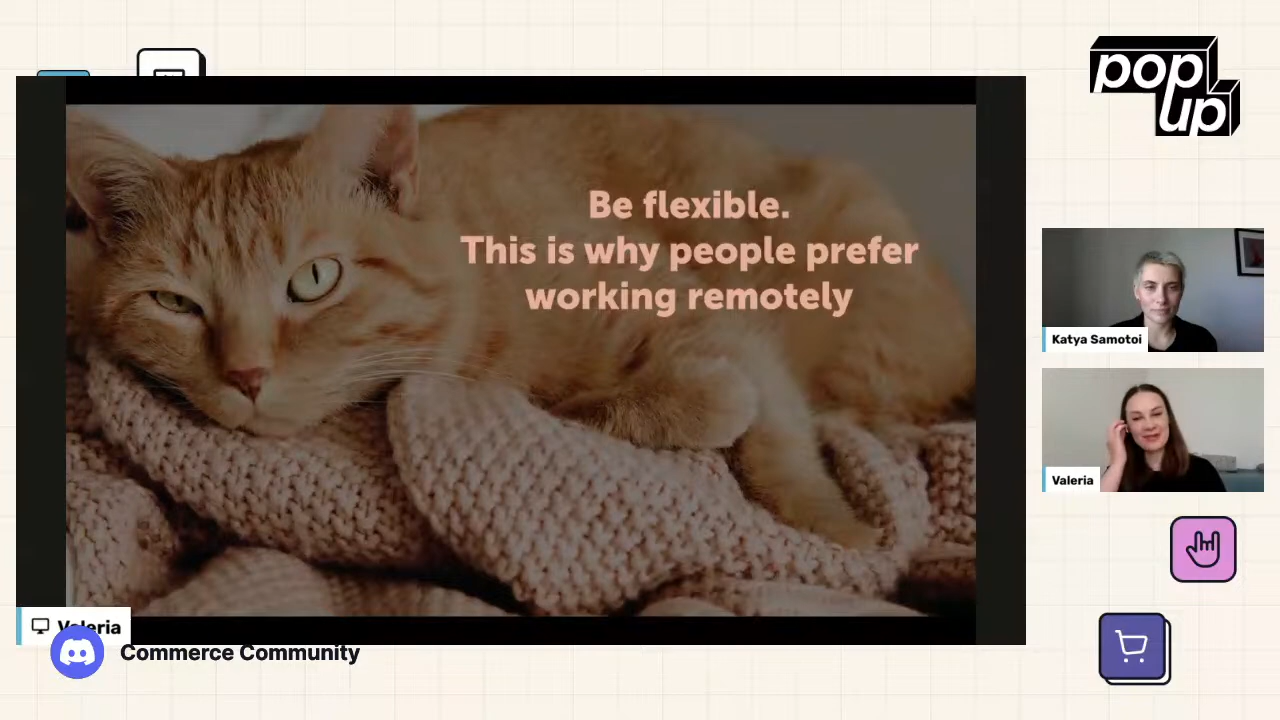 pop
up
Be flexible.
This is why people prefer
working remotely
Katya Samotoi
Valeria
Valeria
Commerce Community